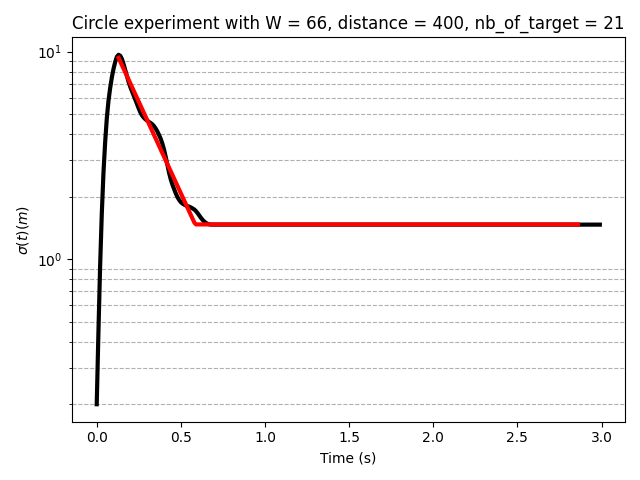 Circle experiment with W = 66, distance = 400, nb_of_target = 21
10¹
10⁰
σ(t)(m)
0.0 0.5 1.0 1.5 2.0 2.5 3.0
Time (s)